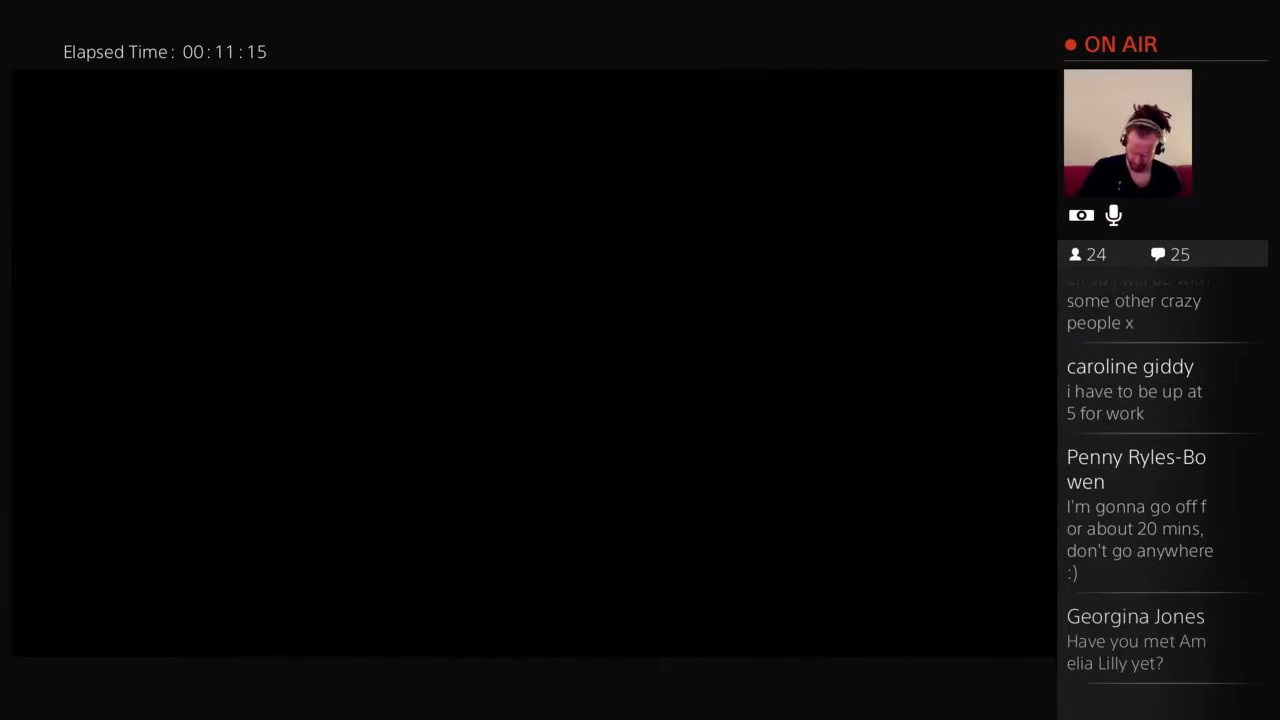 Elapsed Time: 00:11:15
ON AIR
24
25
some other crazy
people x
caroline giddy
i have to be up at
5 for work
Penny Ryles-Bo
wen
I'm gonna go off f
or about 20 mins,
don't go anywhere
:)
Georgina Jones
Have you met Am
elia Lilly yet?